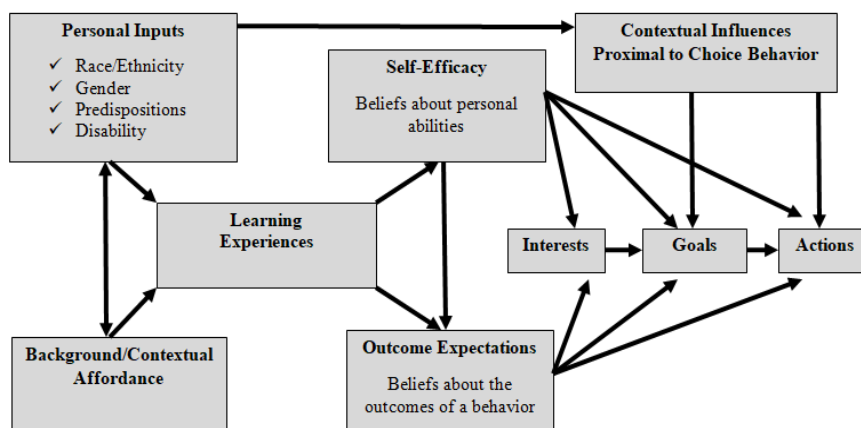 Personal Inputs
✓ Race/Ethnicity
✓ Gender
✓ Predispositions
✓ Disability
Contextual Influences
Proximal to Choice Behavior
Self-Efficacy
Beliefs about personal
abilities
Learning
Experiences
Interests
Goals
Actions
Background/Contextual
Affordance
Outcome Expectations
Beliefs about the
outcomes of a behavior